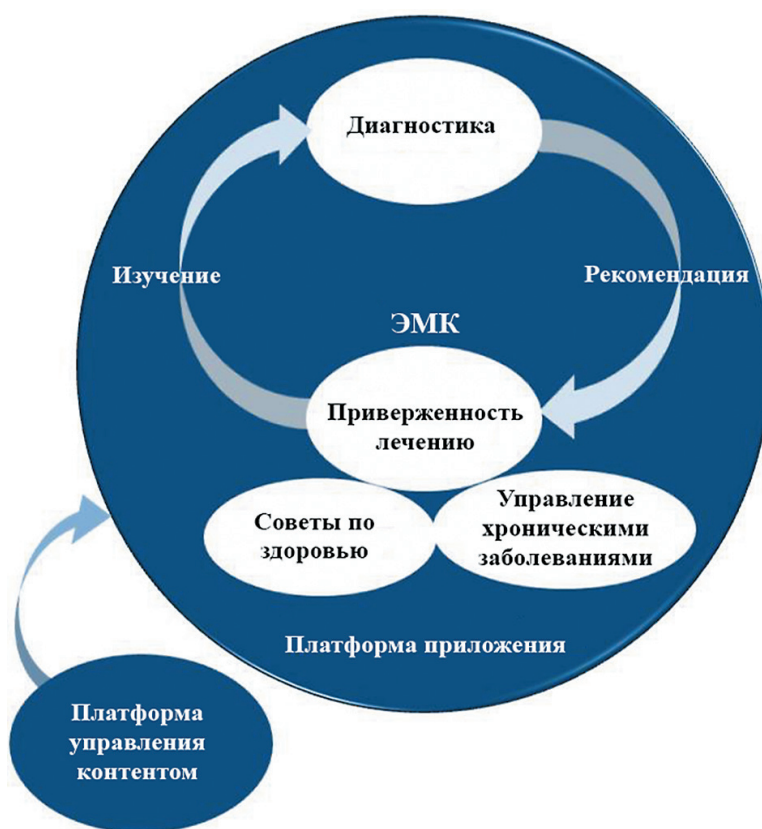 Диагностика
Изучение
Рекомендация
ЭМК
Приверженность
лечению
Советы по
здоровью
Управление
хроническими
заболеваниями
Платформа приложения
Платформа
управления
контентом